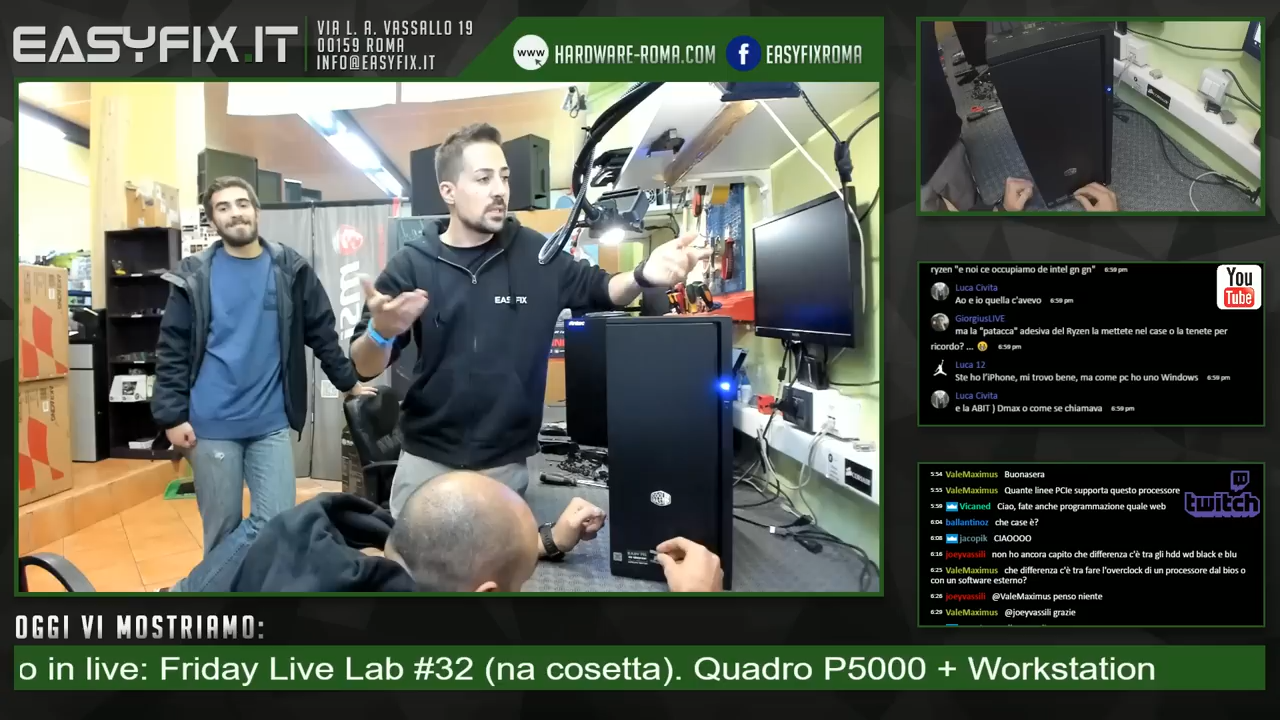 EASYFIX.IT
VIA L. A. VASSALLO 19
00159 ROMA
INFO@EASYFIX.IT
WWW
HARDWARE-ROMA.COM
f
EASYFIXROMA
EASYFIX
ryzen "e noi ce occupiamo de intel gn gn" 6:59 pm
You
Tube
Luca Civita
Ao e io quella c'avevo 6:59 pm
GiorgiusLIVE
ma la "patacca" adesiva del Ryzen la mettete nel case o la tenete per
ricordo? ... 6:59 pm
Luca 12
Ste ho l'iPhone, mi trovo bene, ma come pc ho uno Windows 6:59 pm
Luca Civita
e la ABIT ) Dmax o come se chiamava 6:59 pm
5:54 ValeMaximus Buonasera
5:55 ValeMaximus Quante linee PCIe supporta questo processore
5:59 Vicaned Ciao, fate anche programmazione quale web
twitch
6:04 ballantinoz che case è?
6:08 jacopik CIAOOOO
6:16 joeyvassili non ho ancora capito che differenza c'è tra gli hdd wd black e blu
6:25 ValeMaximus che differenza c'è tra fare l'overclock di un processore dal bios o
con un software esterno?
6:26 joeyvassili @ValeMaximus penso niente
6:29 ValeMaximus @joeyvassili grazie
OGGI VI MOSTRIAMO:
o in live: Friday Live Lab #32 (na cosetta). Quadro P5000 + Workstation